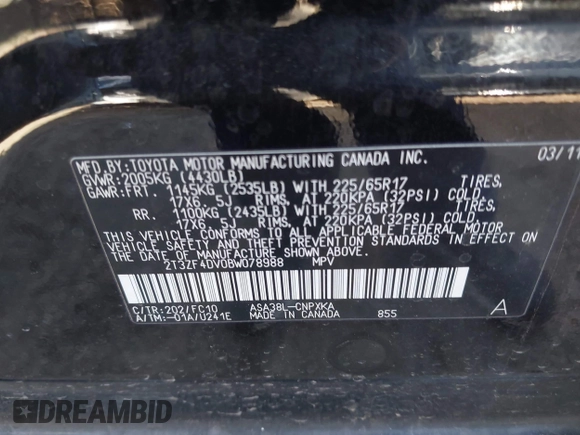 MFD.BY:TOYOTA MOTOR MANUFACTURING CANADA INC. 03/11
GVWR:2005KG (4430LB)
GAWR:FRT. 1145KG (2535LB) WITH 225/65R17 TIRES,
17X6.5J RIMS, AT 220KPA (32PSI) COLD
RR. 1100KG (2435LB) WITH 225/65R17 TIRES,
17X6.5J RIMS, AT 220KPA (32PSI) COLD
THIS VEHICLE CONFORMS TO ALL APPLICABLE FEDERAL MOTOR
VEHICLE SAFETY AND THEFT PREVENTION STANDARDS IN EFFECT ON
THE DATE OF MANUFACTURE SHOWN ABOVE.
2T3ZF4DV0BW078988 MPV
C/TR:202/FC10 ASA38L-CNPXKA
A/TM:-01A/U241E MADE IN CANADA 855 A
DREAMBID